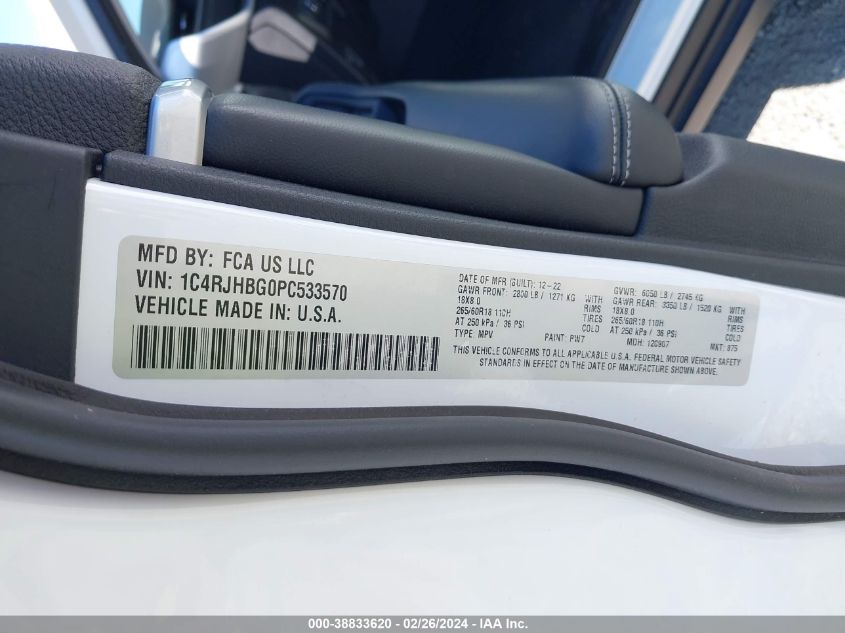 MFD BY: FCA US LLC
VIN: 1C4RJHBG0PC533570
VEHICLE MADE IN: U.S.A.
DATE OF MFR (BUILT): 12-22 GVWR: 6050 LB / 2745 KG
GAWR FRONT: 2800 LB / 1271 KG WITH GAWR REAR: 3350 LB / 1520 KG WITH
18X8.0 RIMS 18X8.0 RIMS
265/60R18 110H TIRES 265/60R18 110H TIRES
AT 250 kPa / 36 PSI COLD AT 250 kPa / 36 PSI COLD
TYPE: MPV PAINT: PW7 MDH: 120907 MKT: 875
THIS VEHICLE CONFORMS TO ALL APPLICABLE U.S.A. FEDERAL MOTOR VEHICLE SAFETY
STANDARDS IN EFFECT ON THE DATE OF MANUFACTURE SHOWN ABOVE.
000-38833620 - 02/26/2024 - IAA Inc.